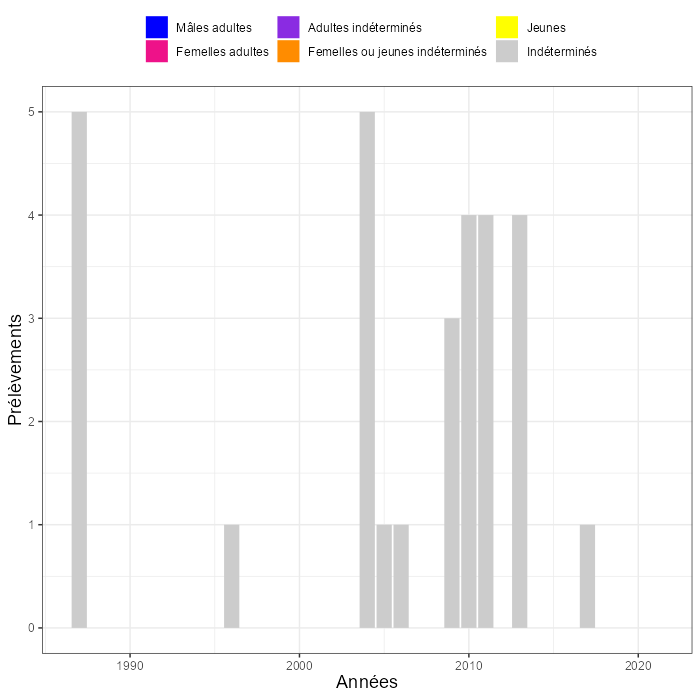 Mâles adultes Adultes indéterminés Jeunes
Femelles adultes Femelles ou jeunes indéterminés Indéterminés
5
4
3
2
1
0
Prélèvements
1990 2000 2010 2020
Années